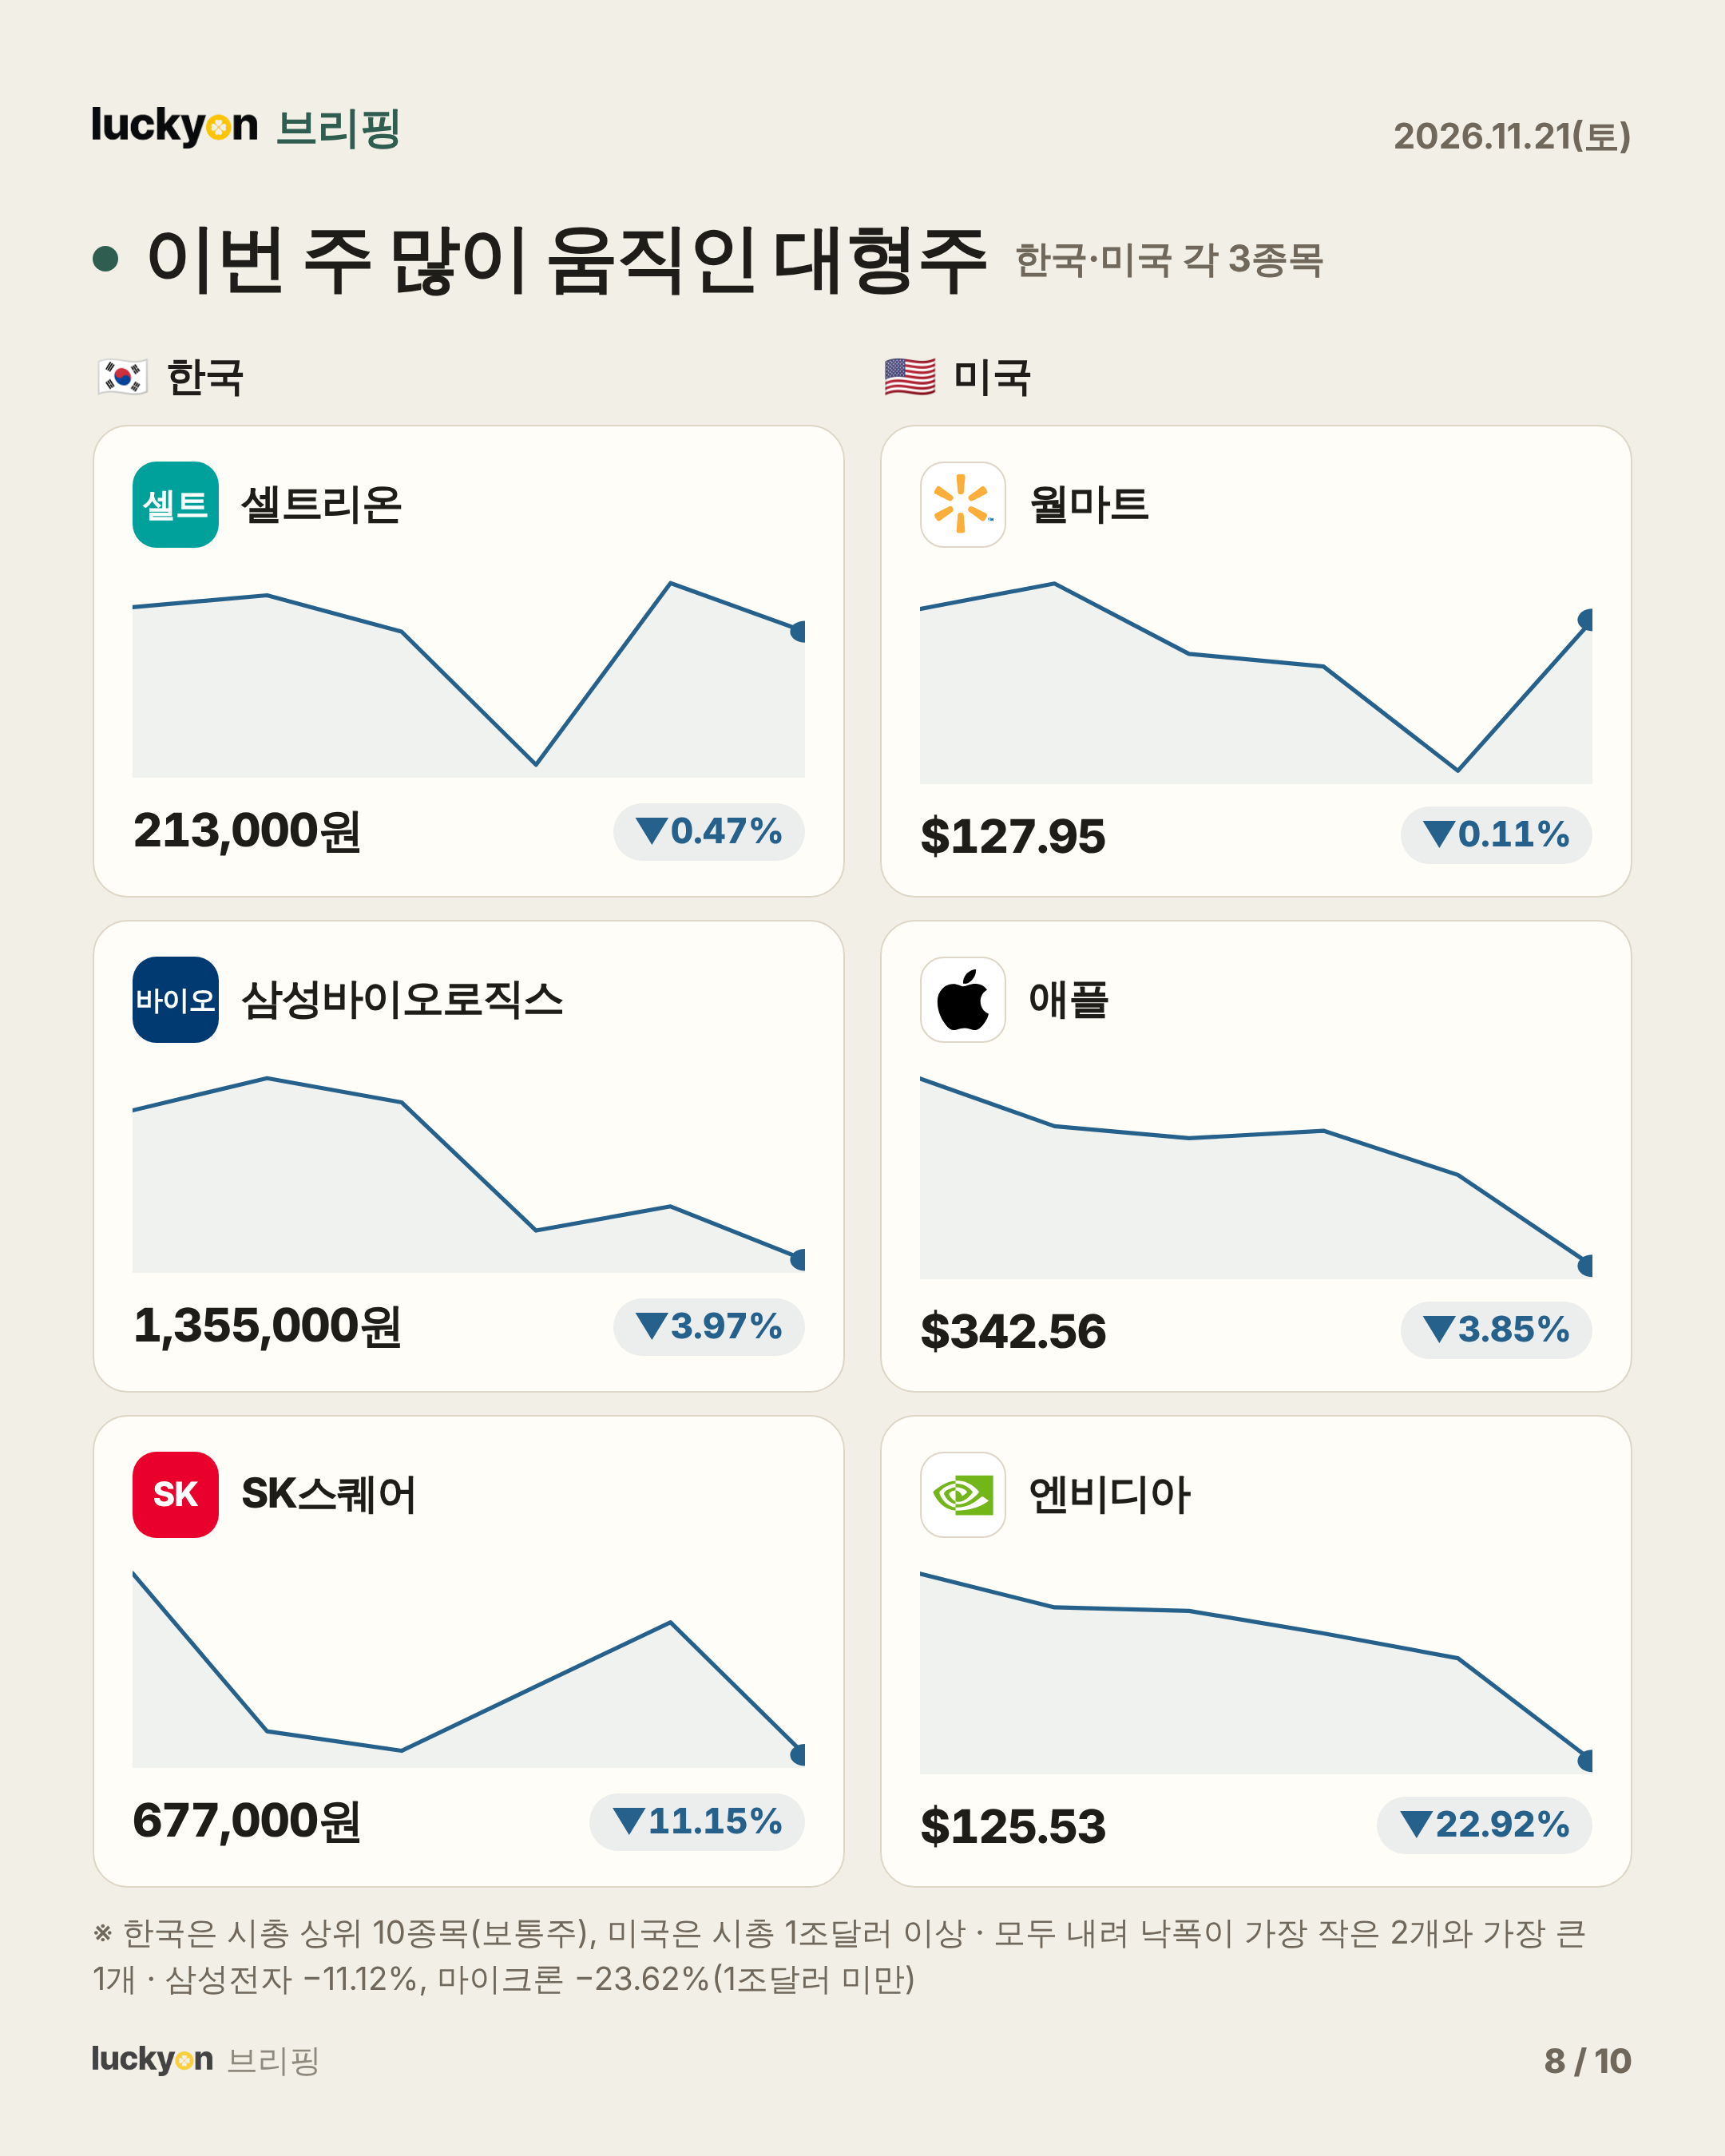 luckyon 브리핑
2026.11.21(토)
• 이번 주 많이 움직인 대형주 한국·미국 각 3종목
🇰🇷 한국
셀트 셀트리온
213,000원 ▼0.47%
바이오 삼성바이오로직스
1,355,000원 ▼3.97%
SK SK스퀘어
677,000원 ▼11.15%
🇺🇸 미국
월마트
$127.95 ▼0.11%
애플
$342.56 ▼3.85%
엔비디아
$125.53 ▼22.92%
※ 한국은 시총 상위 10종목(보통주), 미국은 시총 1조달러 이상 · 모두 내려 낙폭이 가장 작은 2개와 가장 큰
1개 · 삼성전자 −11.12%, 마이크론 −23.62%(1조달러 미만)
luckyon 브리핑
8 / 10